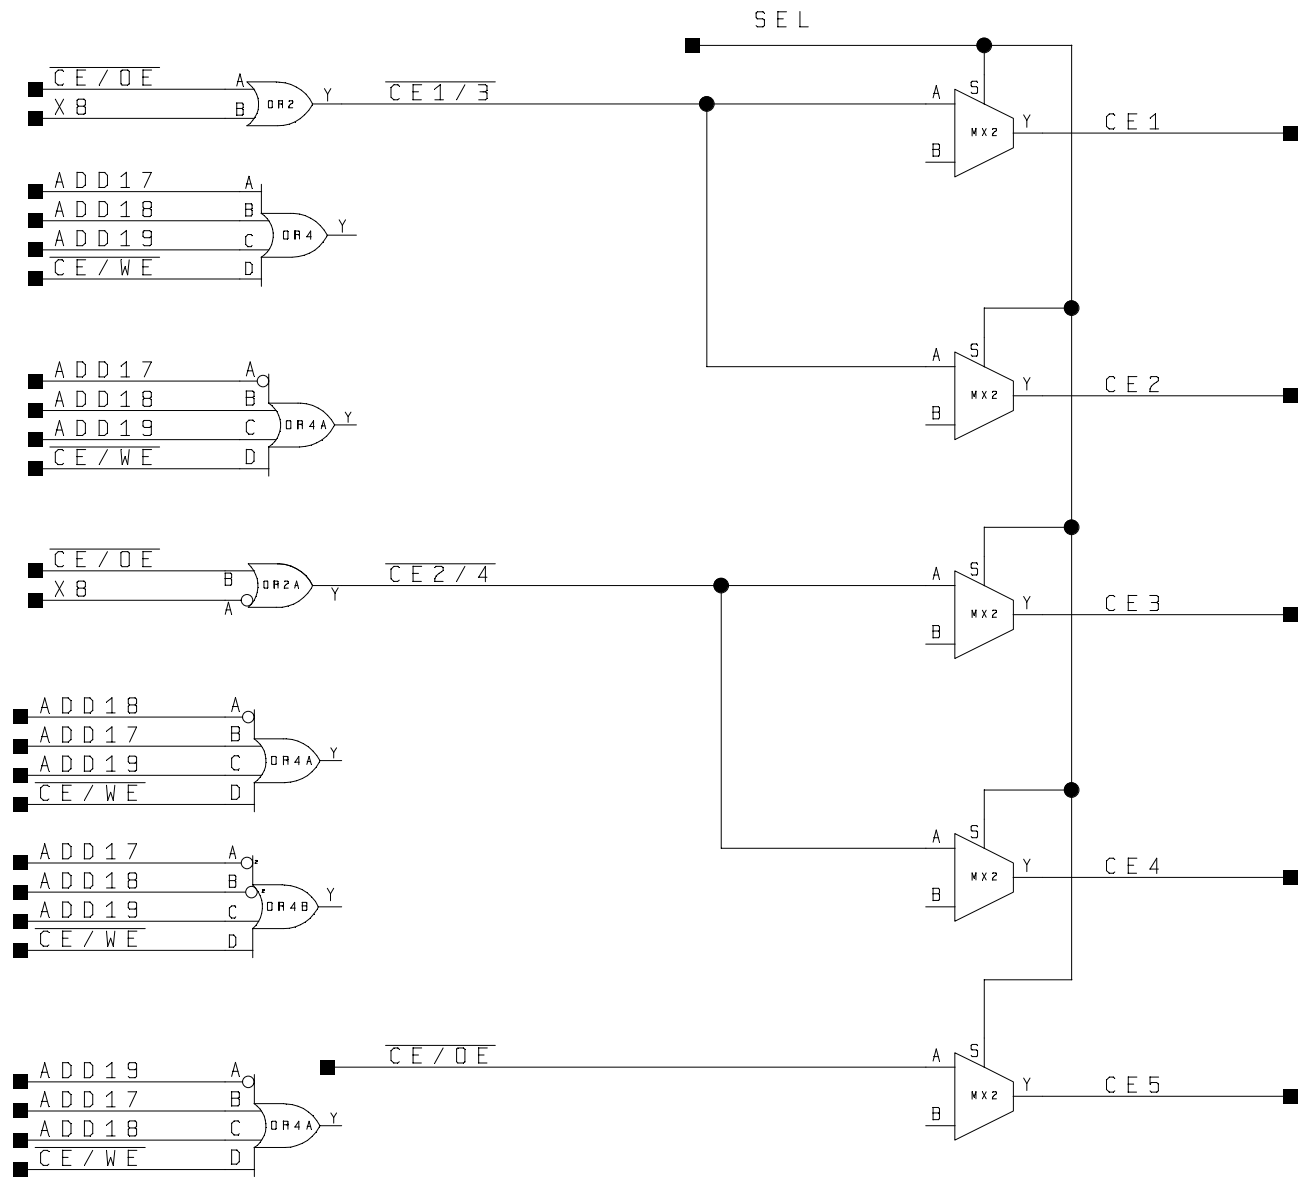 SEL
CE/OE A
X8 B OR2 Y CE1/3 A S
MX2 Y CE1
B
ADD17 A
ADD18 B
ADD19 C OR4 Y
CE/WE D
A S
MX2 Y CE2
B
ADD17 A
ADD18 B
ADD19 C OR4A Y
CE/WE D
CE/OE B
X8 A OR2A Y CE2/4 A S
MX2 Y CE3
B
ADD18 A
ADD17 B
ADD19 C OR4A Y
CE/WE D
A S
MX2 Y CE4
B
ADD17 A 2
ADD18 B 2
ADD19 C OR4B Y
CE/WE D
CE/OE A S
MX2 Y CE5
B
ADD19 A
ADD17 B
ADD18 C OR4A Y
CE/WE D